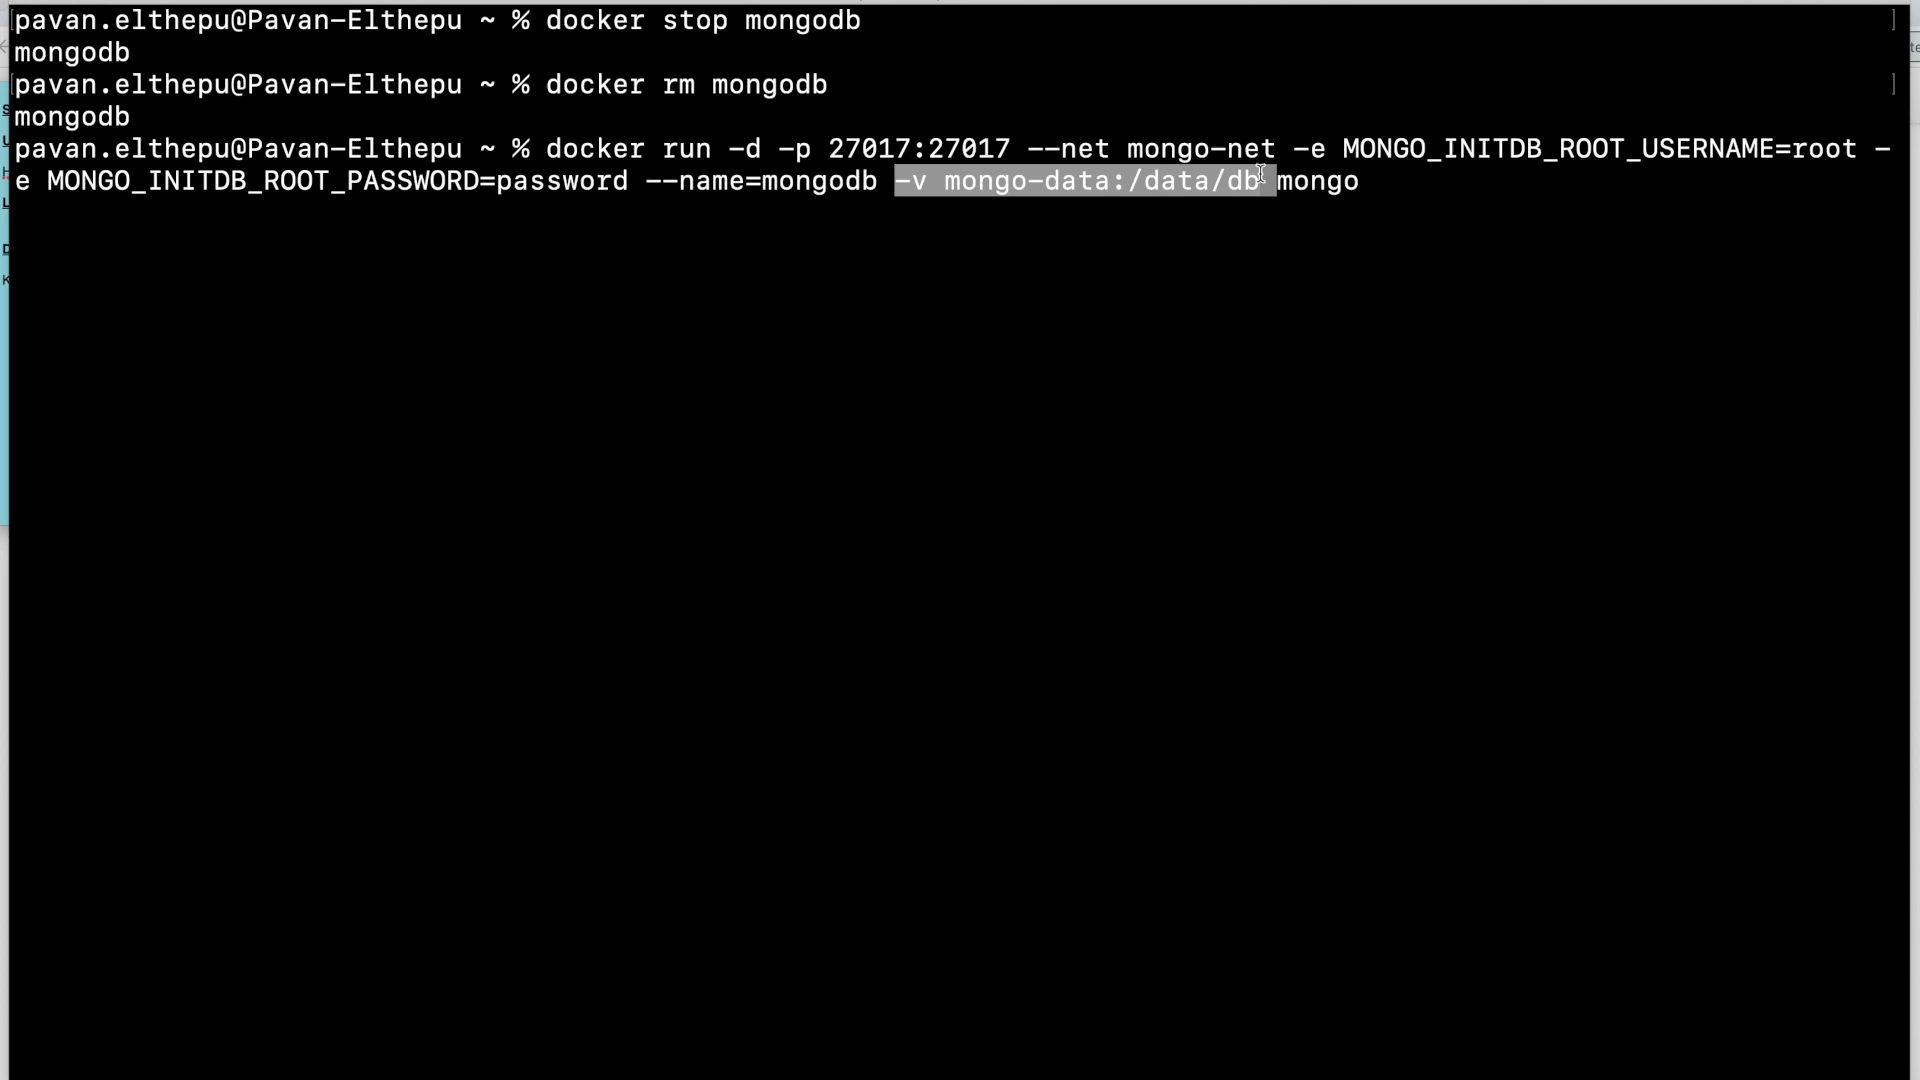 pavan.elthepu@Pavan-Elthepu ~ % docker stop mongodb
mongodb
pavan.elthepu@Pavan-Elthepu ~ % docker rm mongodb
mongodb
pavan.elthepu@Pavan-Elthepu ~ % docker run -d -p 27017:27017 --net mongo-net -e MONGO_INITDB_ROOT_USERNAME=root -
e MONGO_INITDB_ROOT_PASSWORD=password --name=mongodb -v mongo-data:/data/db mongo